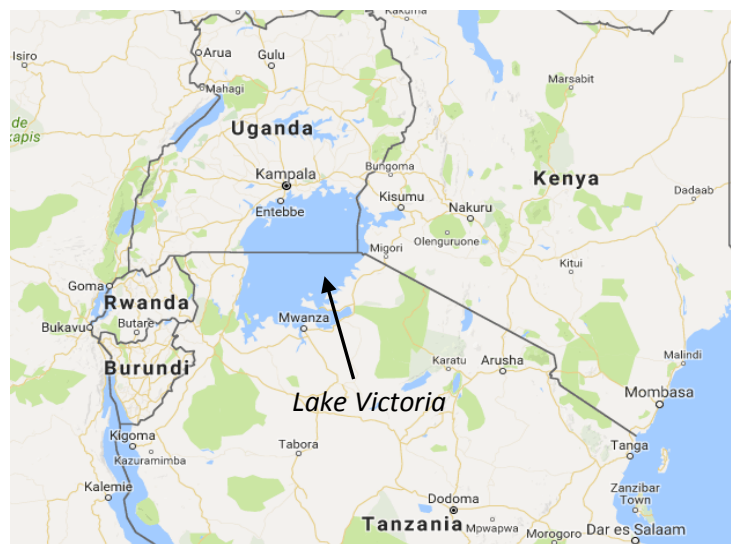 Kakuma
Isiro
Arua
Gulu
Marsabit
Mahagi
de
kapis
Uganda
Bungoma
Kampala
Kenya
Entebbe
Kisumu
Dadaab
Nakuru
Olenguruone
Migori
Kitui
Goma
Rwanda
Mwanza
Bukavu
Butare
Malindi
Burundi
Karatu
Arusha
Lake Victoria
Mombasa
Kigoma
Tabora
Tanga
Kazuramimba
Kalemie
Zanzibar
Town
Dodoma
Tanzania
Mpwapwa
Morogoro
Dar es Salaam